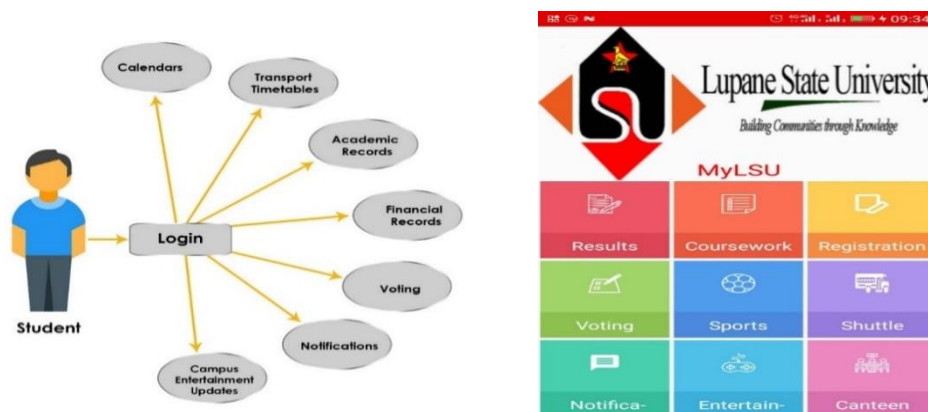 Calendars
Transport
Timetables
Academic
Records
Financial
Records
Login
Voting
Student
Notifications
Campus
Entertainment
Updates
09:34
Lupane State University
Building Communities through Knowledge
MyLSU
Results
Coursework
Registration
Voting
Sports
Shuttle
Notifica-
Entertain-
Canteen